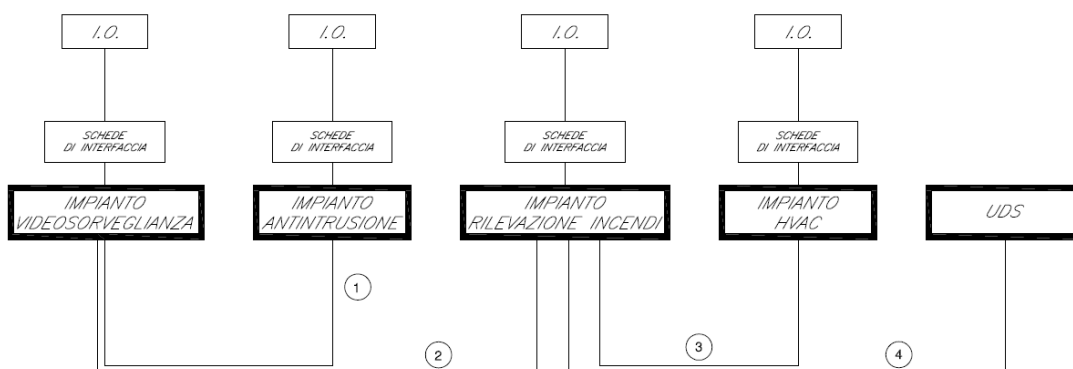 I.O.
I.O.
I.O.
I.O.
SCHEDE
DI INTERFACCIA
SCHEDE
DI INTERFACCIA
SCHEDE
DI INTERFACCIA
SCHEDE
DI INTERFACCIA
IMPIANTO
VIDEOSORVEGLIANZA
IMPIANTO
ANTINTRUSIONE
IMPIANTO
RILEVAZIONE INCENDI
IMPIANTO
HVAC
UDS
1
2
3
4